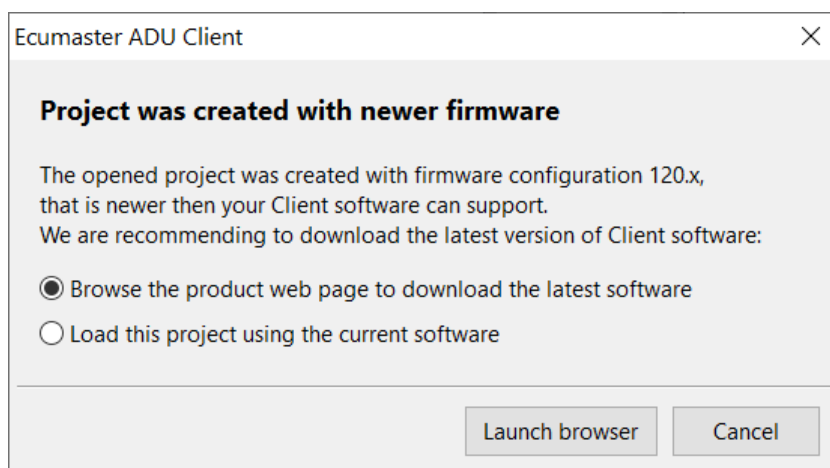 Ecumaster ADU Client
Project was created with newer firmware
The opened project was created with firmware configuration 120.x,
that is newer then your Client software can support.
We are recommending to download the latest version of Client software:
Browse the product web page to download the latest software
Load this project using the current software
Launch browser Cancel